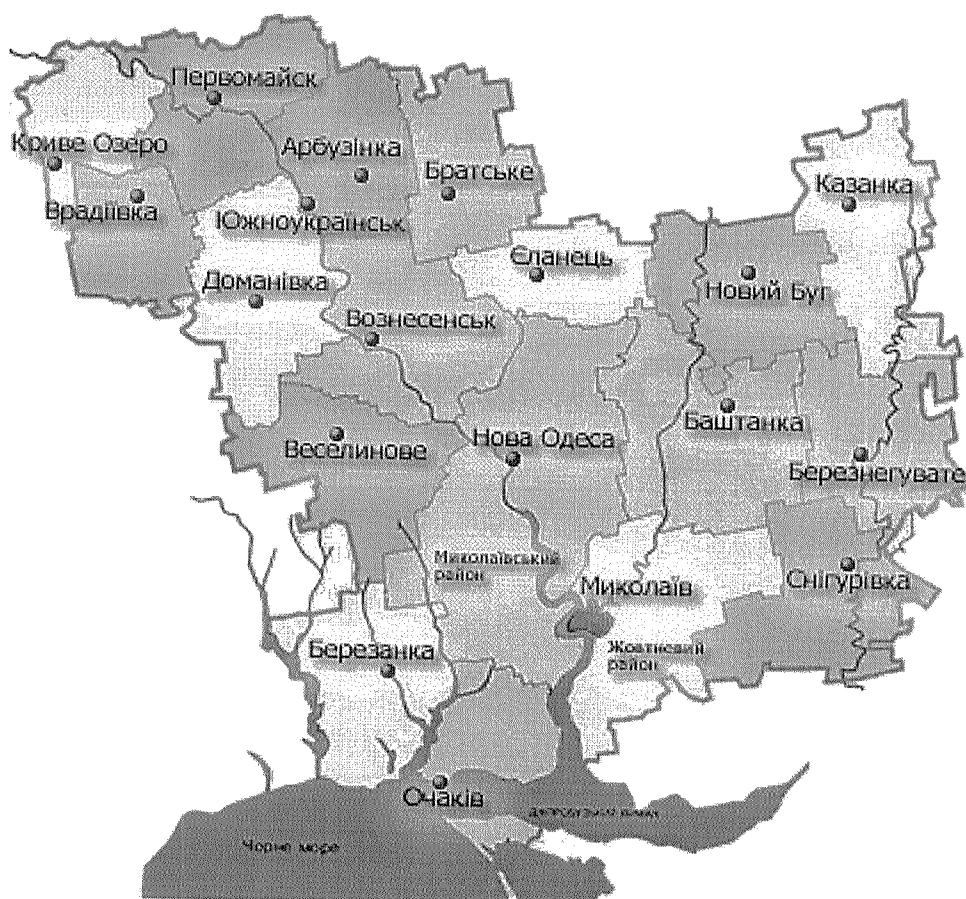 Первомайск
Криве Озеро
Арбузінка
Братське
Казанка
Врадіївка
Южноукраїнськ
Єланець
Доманівка
Новий Буг
Вознесенськ
Баштанка
Веселинове
Нова Одеса
Березнегувате
Миколаївський
район
Миколаїв
Снігурівка
Березанка
Жовтневий
район
Очаків
Чорне море